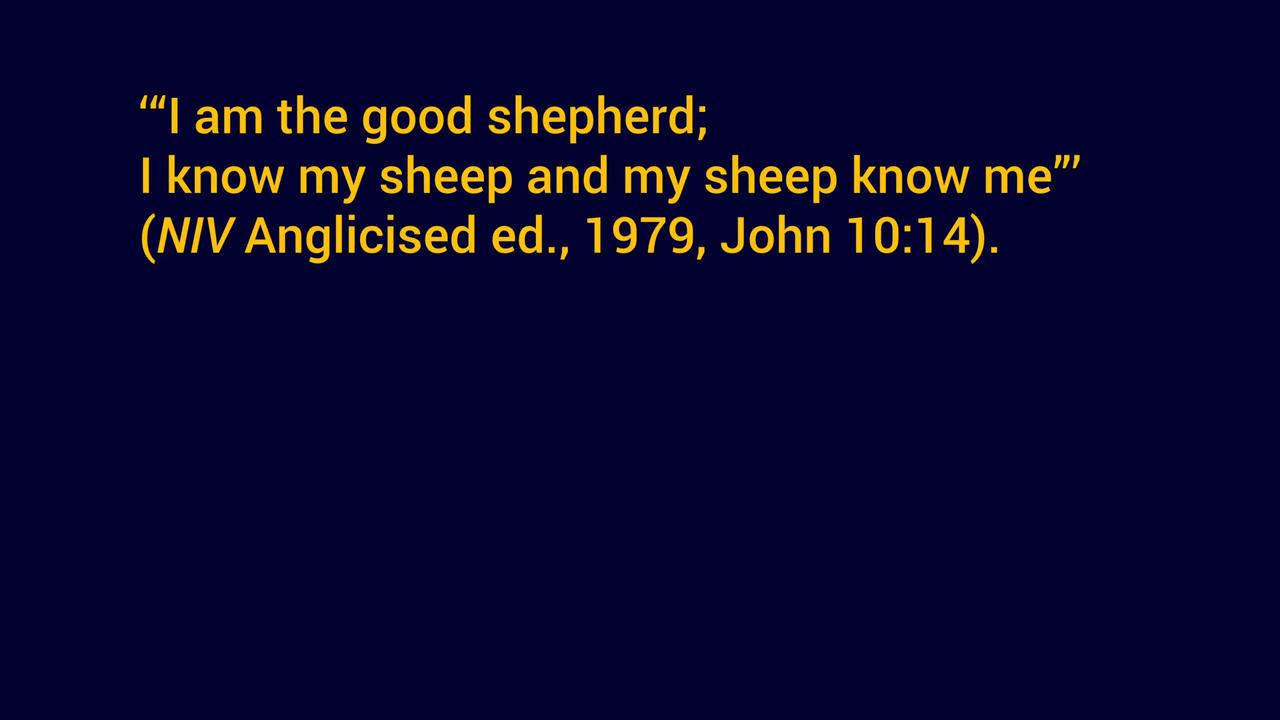 ‘“I am the good shepherd;
I know my sheep and my sheep know me”’
(NIV Anglicised ed., 1979, John 10:14).